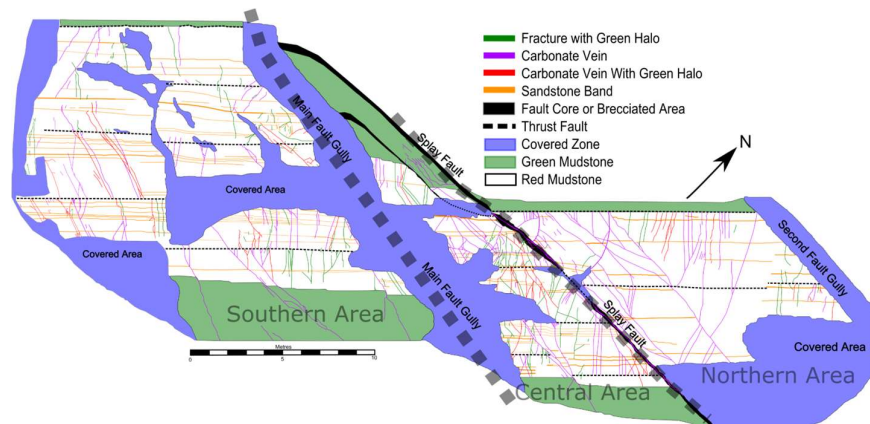 Fracture with Green Halo
Carbonate Vein
Carbonate Vein With Green Halo
Sandstone Band
Fault Core or Brecciated Area
Thrust Fault
Covered Zone
Green Mudstone
Red Mudstone
N
Main Fault Gully
Splay Fault
Covered Area
Covered Area
Main Fault Gully
Second Fault Gully
Splay Fault
Southern Area
Covered Area
Northern Area
Central Area
Metres
0 5 10